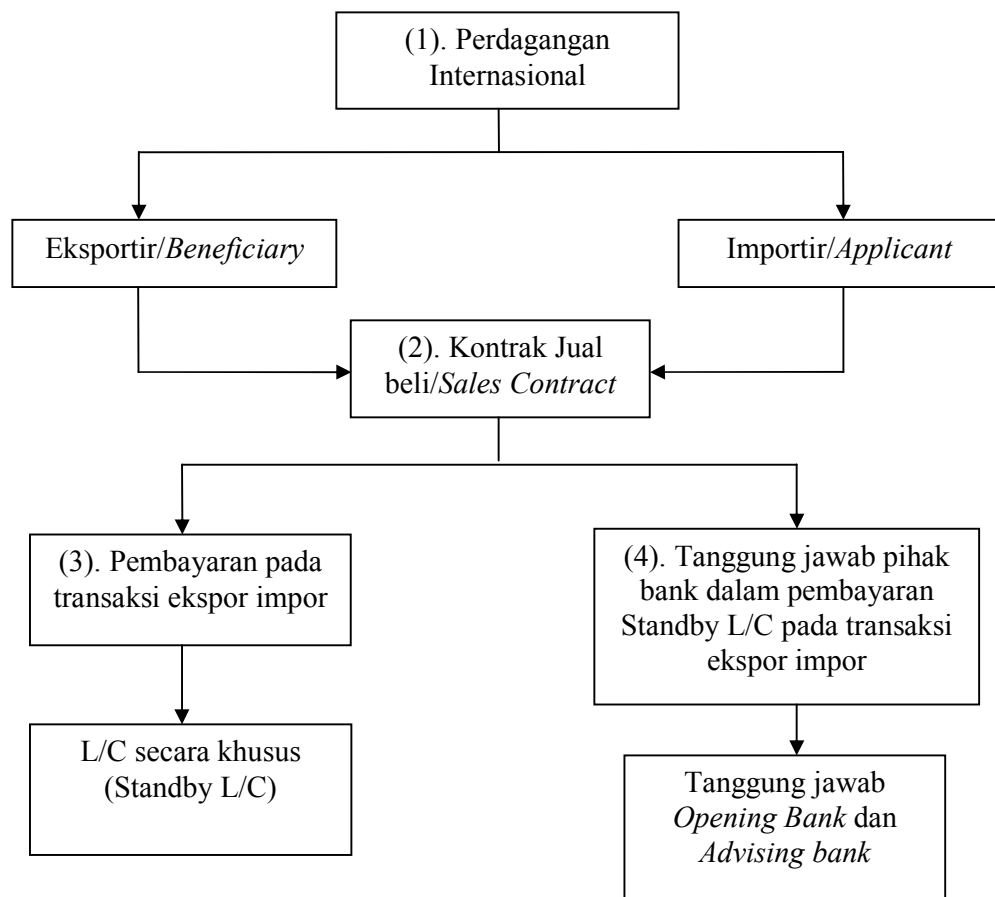 (1). Perdagangan
Internasional
Eksportir/Beneficiary
Importir/Applicant
(2). Kontrak Jual
beli/Sales Contract
(3). Pembayaran pada
transaksi ekspor impor
(4). Tanggung jawab pihak
bank dalam pembayaran
Standby L/C pada transaksi
ekspor impor
L/C secara khusus
(Standby L/C)
Tanggung jawab
Opening Bank dan
Advising bank